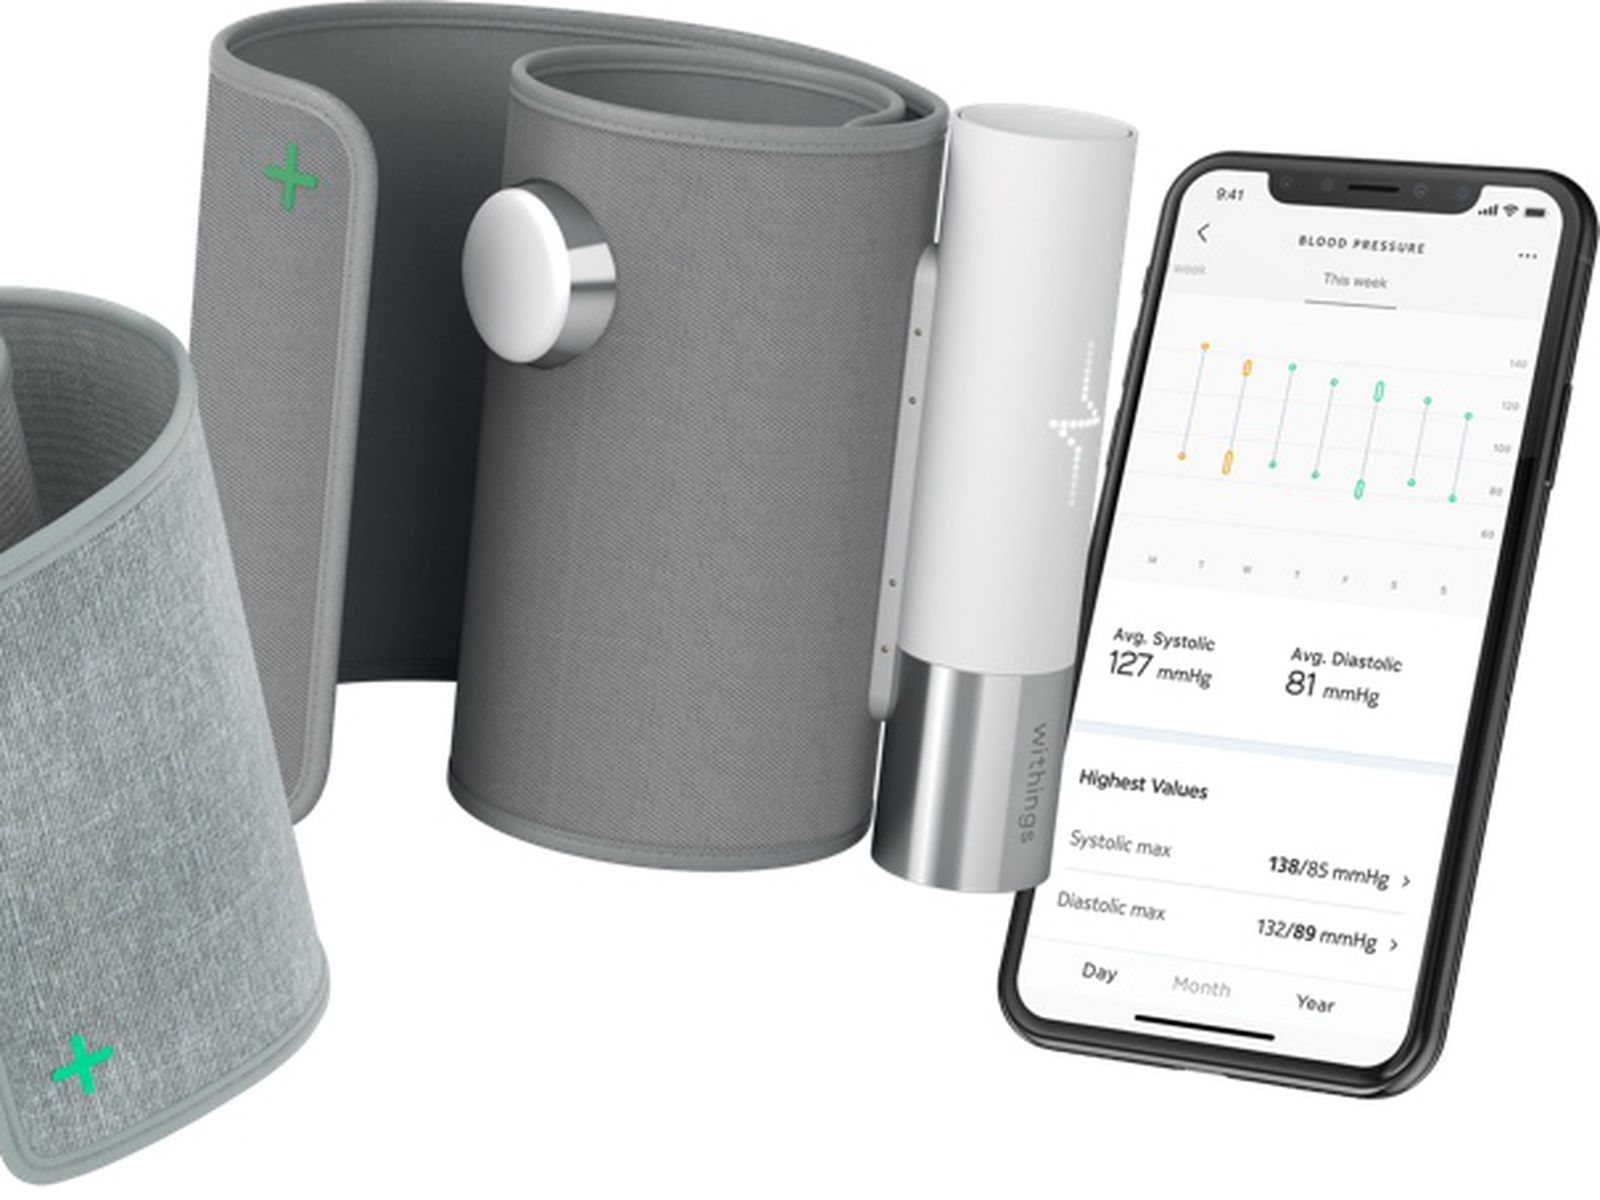 9:41
BLOOD PRESSURE
week
This week
140
120
100
80
60
M T W T F S S
Avg. Systolic
127 mmHg
Avg. Diastolic
81 mmHg
Highest Values
Systolic max
138/85 mmHg
Diastolic max
132/89 mmHg
Day Month Year
withings